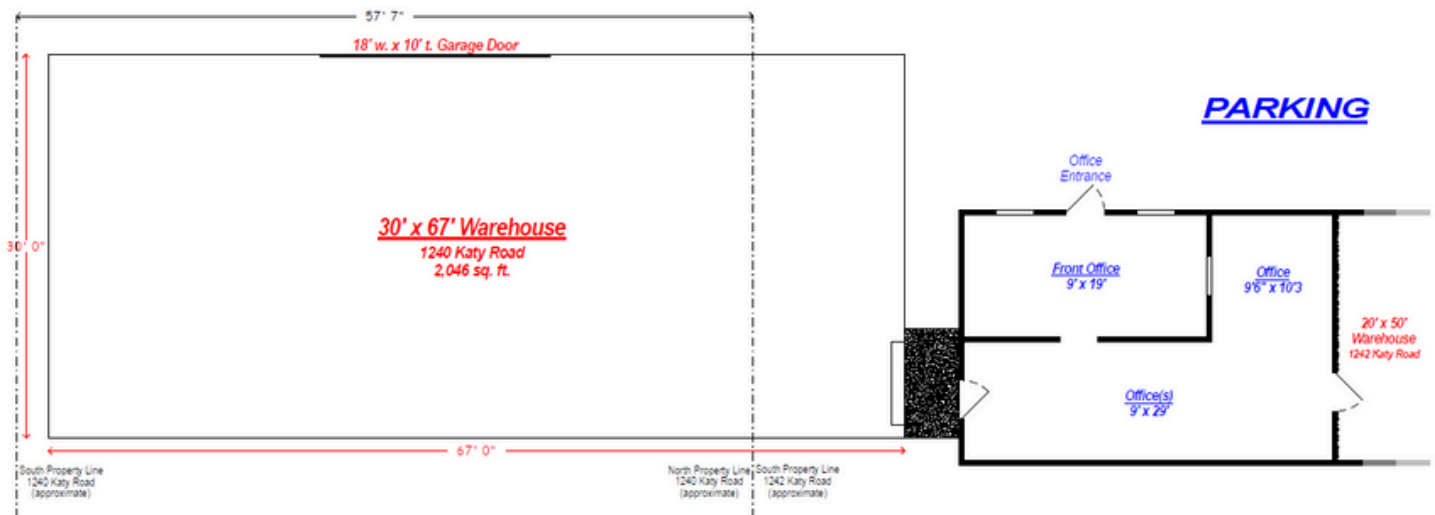 57' 7"
18' w. x 10' t. Garage Door
PARKING
Office
Entrance
30' x 67' Warehouse
1240 Katy Road
2,046 sq. ft.
30' 0"
Front Office
9' x 19'
Office
9'6" x 10'3
20' x 50'
Warehouse
1242 Katy Road
Office(s)
9' x 29'
67' 0"
South Property Line
1240 Katy Road
(approximate)
North Property Line
1240 Katy Road
(approximate)
South Property Line
1242 Katy Road
(approximate)